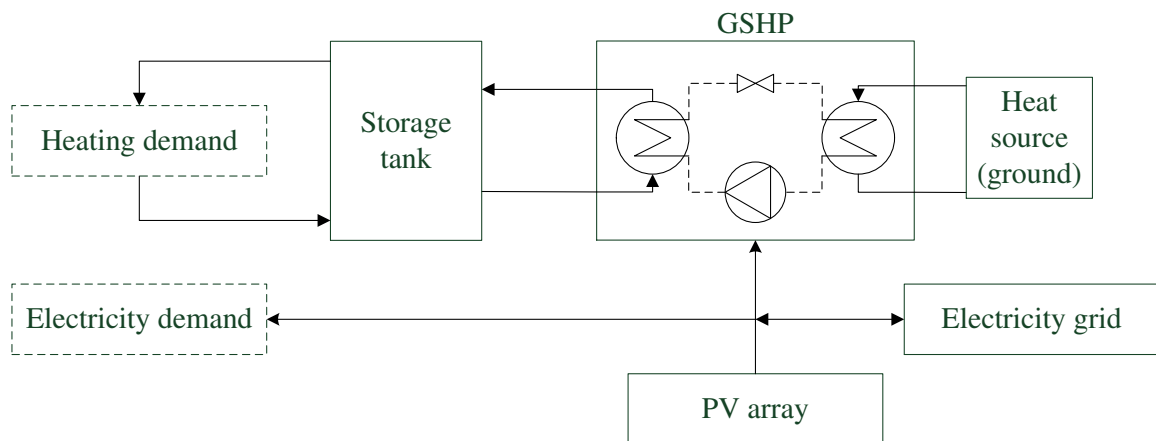 GSHP
Heating demand
Storage
tank
Heat
source
(ground)
Electricity demand
Electricity grid
PV array